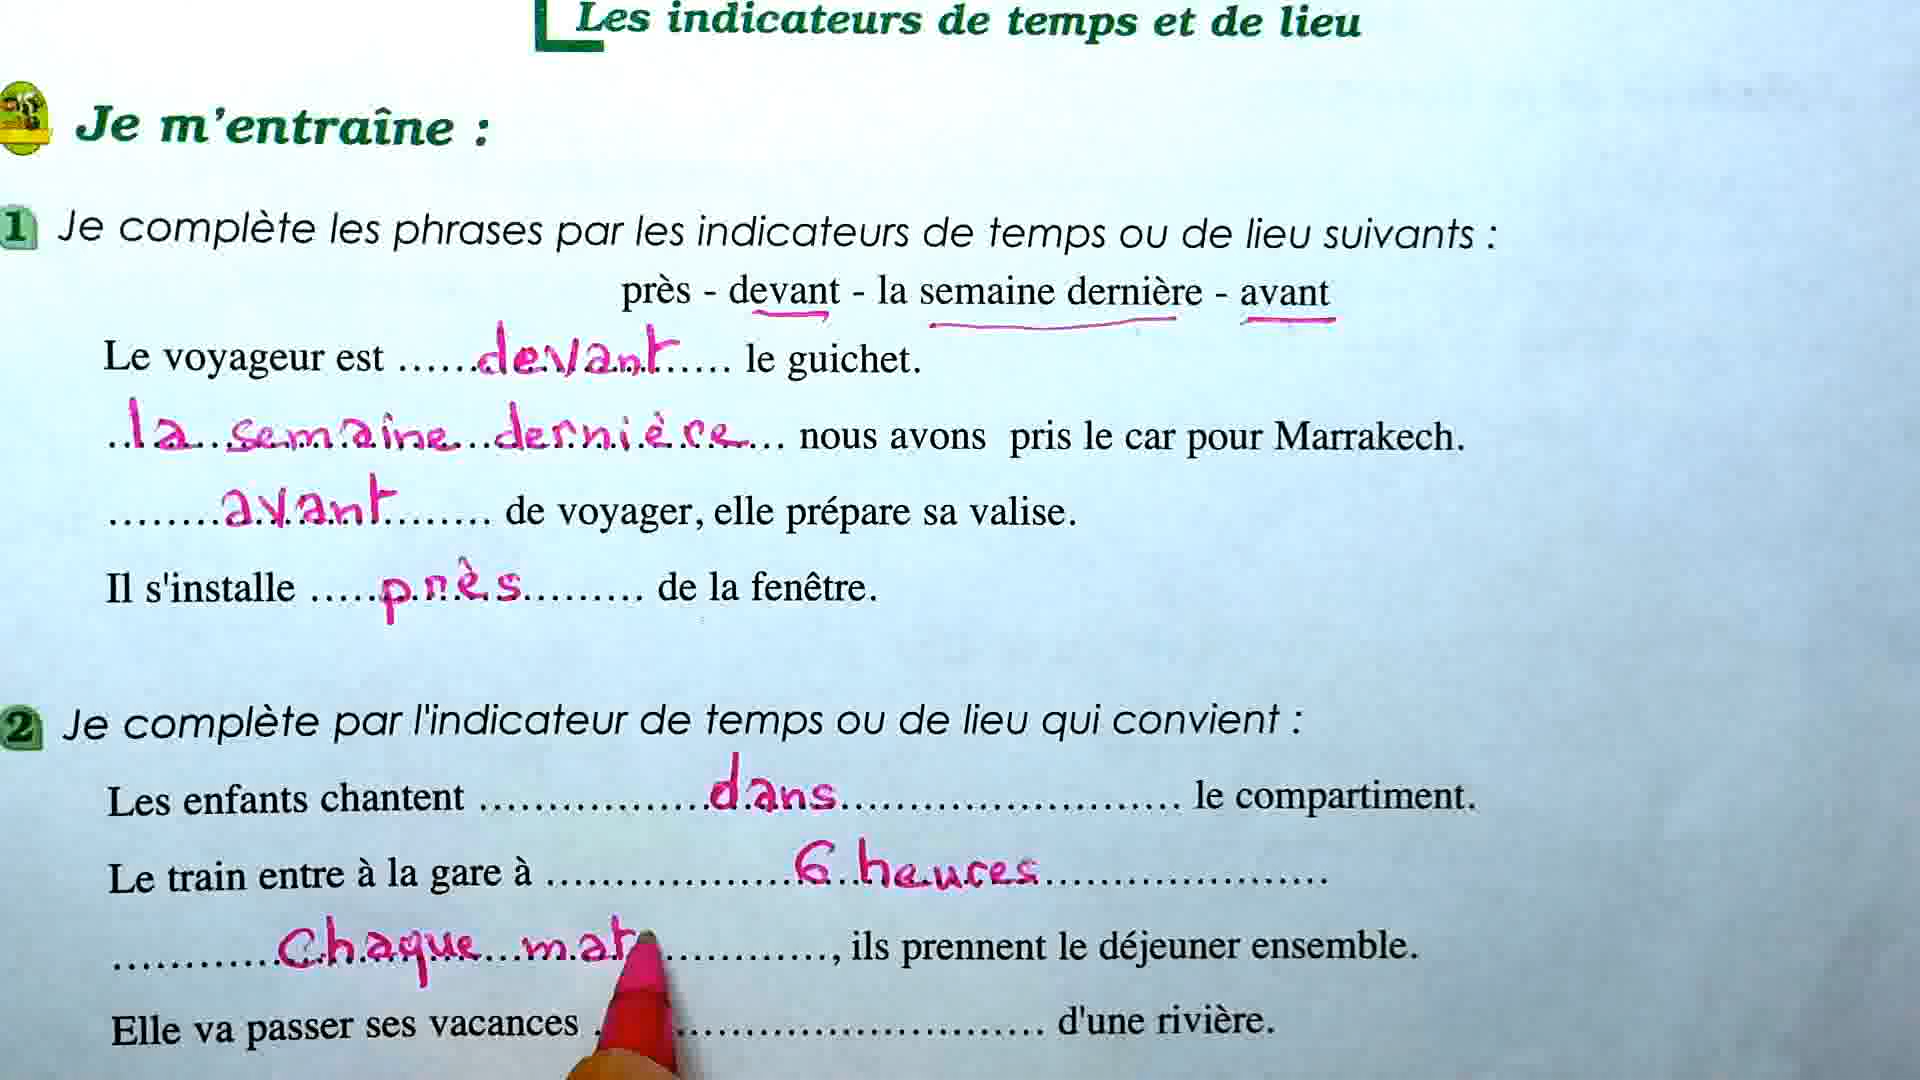 Les indicateurs de temps et de lieu
Je m'entraîne :
1 Je complète les phrases par les indicateurs de temps ou de lieu suivants :
près - devant - la semaine dernière - avant
Le voyageur est ......devant...... le guichet.
..la semaine dernière... nous avons pris le car pour Marrakech.
........avant....... de voyager, elle prépare sa valise.
Il s'installe .....près......... de la fenêtre.
2 Je complète par l'indicateur de temps ou de lieu qui convient :
Les enfants chantent .................dans......................... le compartiment.
Le train entre à la gare à ..................6 heures.....................
............Chaque mat............, ils prennent le déjeuner ensemble.
Elle va passer ses vacances ............................ d'une rivière.